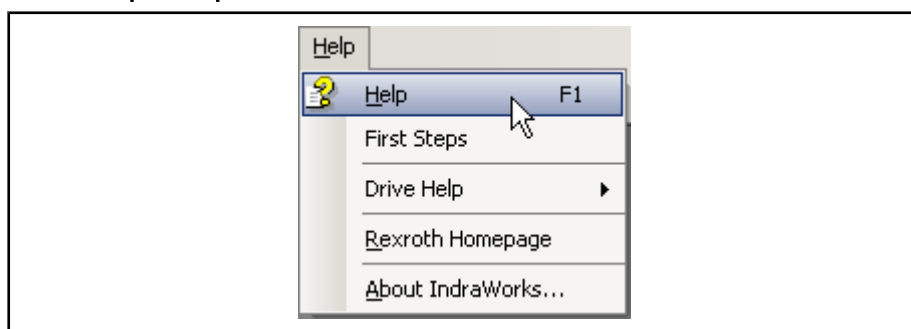 Help
Help F1
First Steps
Drive Help
Rexroth Homepage
About IndraWorks...